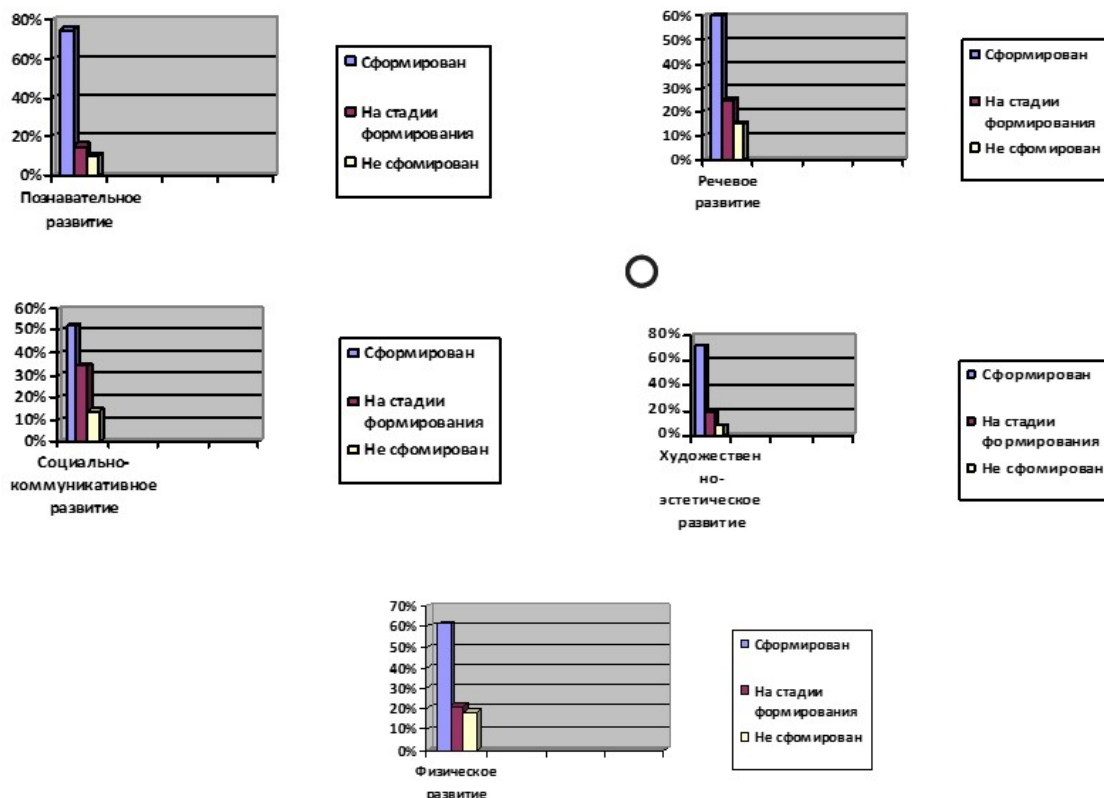 80%
60%
40%
20%
0%
Познавательное
развитие
Сформирован
На стадии
формирования
Не сфомирован
60%
50%
40%
30%
20%
10%
0%
Речевое
развитие
Сформирован
На стадии
формирования
Не сфомирован
60%
50%
40%
30%
20%
10%
0%
Социально-
коммуникативное
развитие
Сформирован
На стадии
формирования
Не сфомирован
80%
60%
40%
20%
0%
Художествен
но-
эстетическое
развитие
Сформирован
На стадии
формирования
Не сфомирован
70%
60%
50%
40%
30%
20%
10%
0%
Физическое
развитие
Сформирован
На стадии
формирования
Не сфомирован